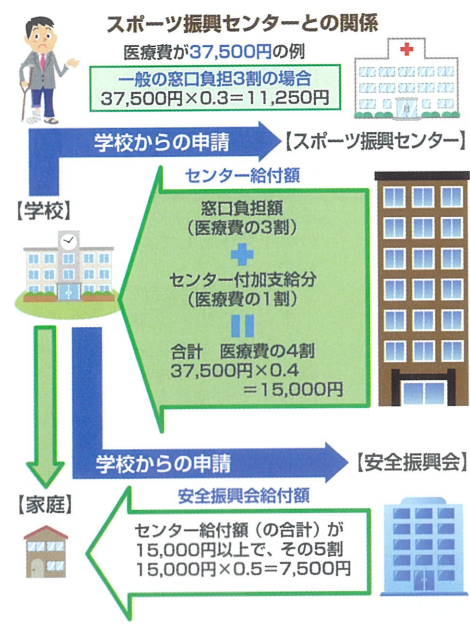 スポーツ振興センターとの関係
医療費が37,500円の例
一般の窓口負担3割の場合
37,500円×0.3＝11,250円
学校からの申請
【スポーツ振興センター】
センター給付額
【学校】
窓口負担額
（医療費の3割）
＋
センター付加支給分
（医療費の1割）
＝
合計　医療費の4割
37,500円×0.4
＝15,000円
学校からの申請
【安全振興会】
【家庭】
安全振興会給付額
センター給付額（の合計）が
15,000円以上で、その5割
15,000円×0.5＝7,500円